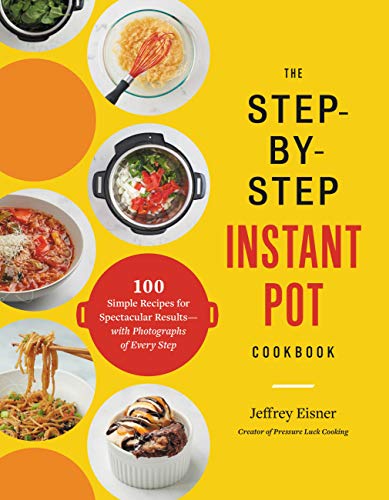 THE
STEP-
BY-
STEP
INSTANT
POT
COOKBOOK
100
Simple Recipes for
Spectacular Results—
with Photographs
of Every Step
Jeffrey Eisner
Creator of Pressure Luck Cooking